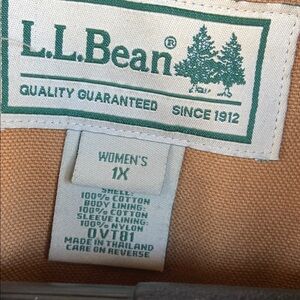 L.L.Bean®
QUALITY GUARANTEED SINCE 1912
WOMEN'S
1X
SHELL:
100% COTTON
BODY LINING:
100% COTTON
SLEEVE LINING:
100% NYLON
0VT81
MADE IN THAILAND
CARE ON REVERSE